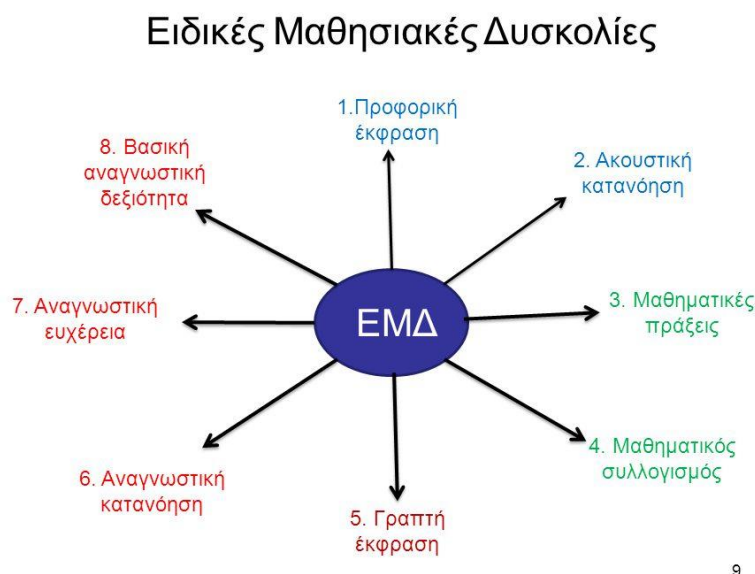 Ειδικές Μαθησιακές Δυσκολίες
1.Προφορική
έκφραση
2. Ακουστική
κατανόηση
3. Μαθηματικές
πράξεις
4. Μαθηματικός
συλλογισμός
5. Γραπτή
έκφραση
6. Αναγνωστική
κατανόηση
7. Αναγνωστική
ευχέρεια
8. Βασική
αναγνωστική
δεξιότητα
ΕΜΔ
9